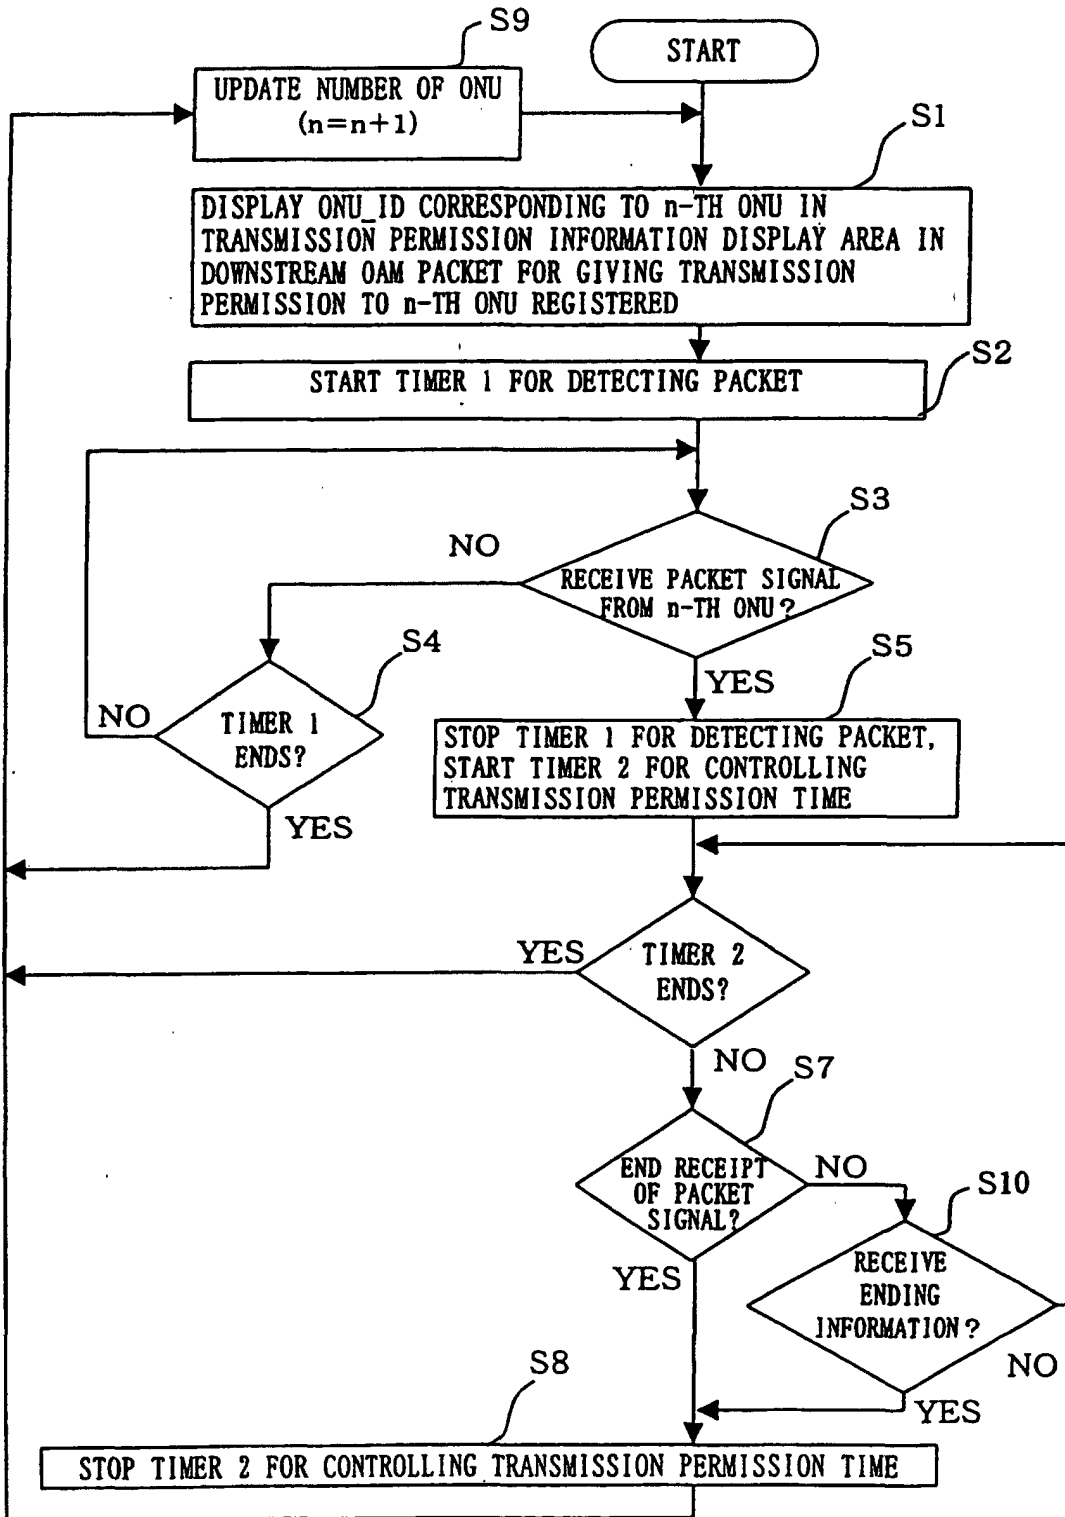 S9
START
UPDATE NUMBER OF ONU
(n=n+1)
S1
DISPLAY ONU_ID CORRESPONDING TO n-TH ONU IN
TRANSMISSION PERMISSION INFORMATION DISPLAY AREA IN
DOWNSTREAM OAM PACKET FOR GIVING TRANSMISSION
PERMISSION TO n-TH ONU REGISTERED
S2
START TIMER 1 FOR DETECTING PACKET
S3
NO
RECEIVE PACKET SIGNAL
FROM n-TH ONU?
S4
S5
YES
NO
TIMER 1
ENDS?
STOP TIMER 1 FOR DETECTING PACKET,
START TIMER 2 FOR CONTROLLING
TRANSMISSION PERMISSION TIME
YES
YES
TIMER 2
ENDS?
NO
S7
END RECEIPT
OF PACKET
SIGNAL?
NO
S10
YES
RECEIVE
ENDING
INFORMATION?
NO
S8
YES
STOP TIMER 2 FOR CONTROLLING TRANSMISSION PERMISSION TIME